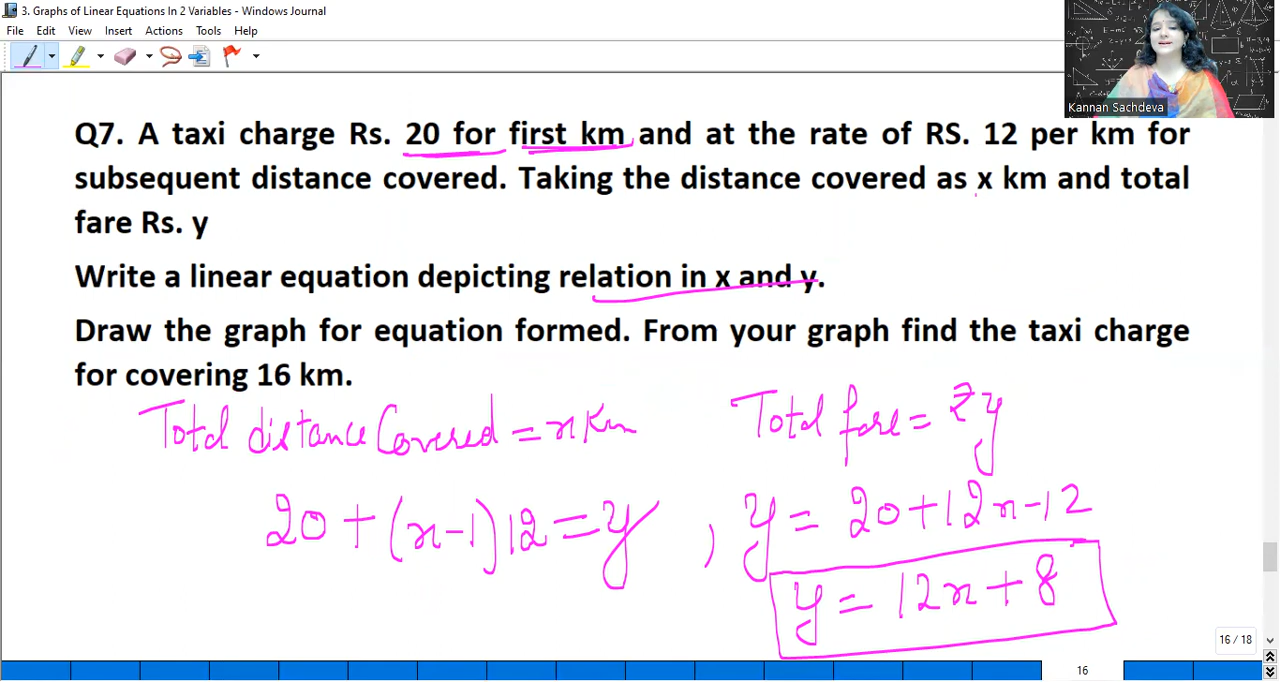 3. Graphs of Linear Equations In 2 Variables - Windows Journal
File Edit View Insert Actions Tools Help
Kannan Sachdeva
Q7. A taxi charge Rs. 20 for first km and at the rate of RS. 12 per km for
subsequent distance covered. Taking the distance covered as x km and total
fare Rs. y
Write a linear equation depicting relation in x and y.
Draw the graph for equation formed. From your graph find the taxi charge
for covering 16 km.
Total distance Covered = x Km Total fare = ₹ y
20 + (x-1) 12 = y , y = 20 + 12x - 12
y = 12x + 8
16 / 18
16